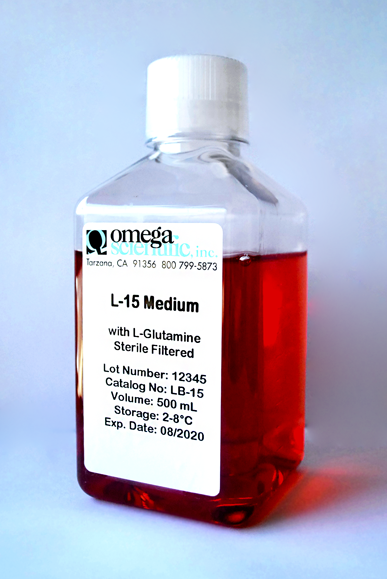 omega
scientific, inc.
Tarzana, CA 91356 800 799-5873
L-15 Medium
with L-Glutamine
Sterile Filtered
Lot Number: 12345
Catalog No: LB-15
Volume: 500 mL
Storage: 2-8°C
Exp. Date: 08/2020